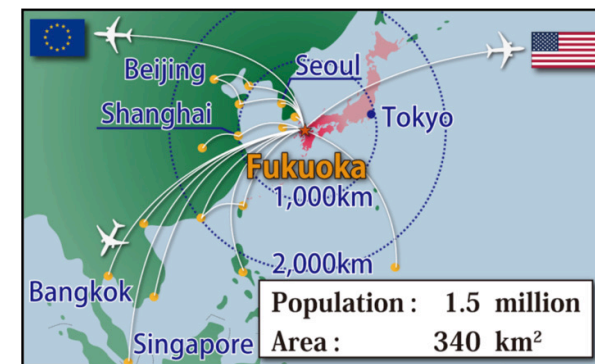 Beijing
Seoul
Shanghai
Tokyo
Fukuoka
1,000km
2,000km
Bangkok
Singapore
Population : 1.5 million
Area : 340 km²